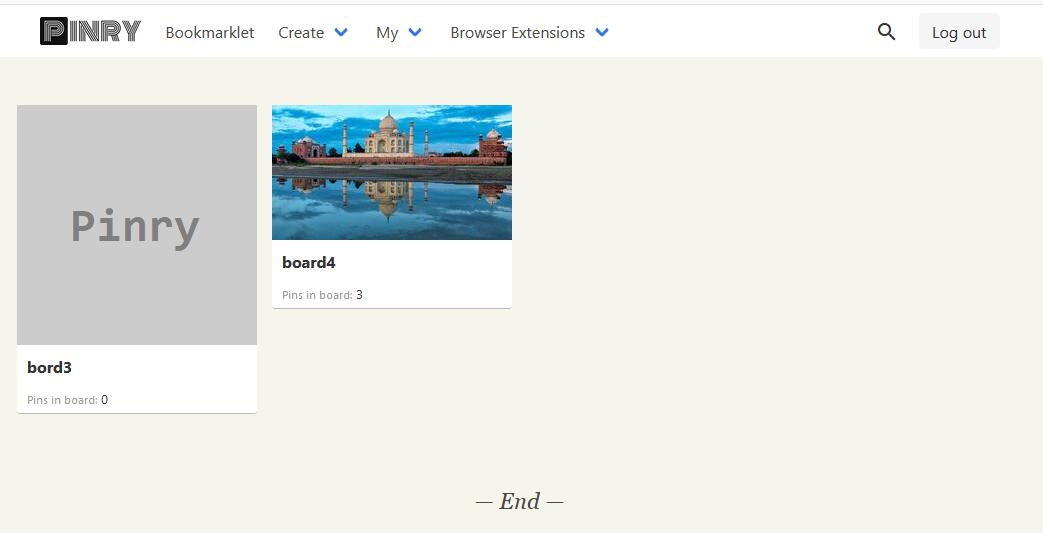 PINRY Bookmarklet Create My Browser Extensions Log out
Pinry
bord3
Pins in board: 0
board4
Pins in board: 3
— End —